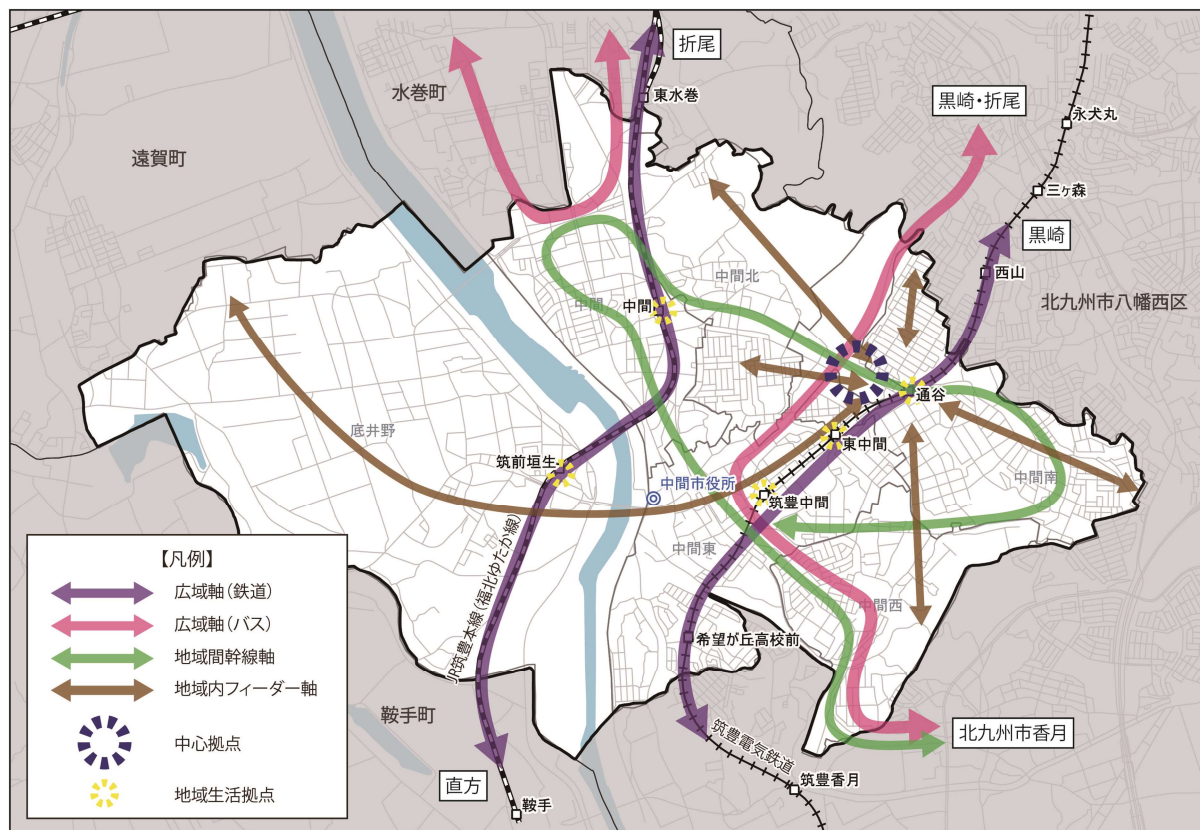 折尾
東水巻
水巻町
黒崎・折尾
永犬丸
遠賀町
三ヶ森
黒崎
西山
中間北
北九州市八幡西区
中間
中間
通谷
底井野
東中間
筑前垣生
中間市役所
中間南
筑豊中間
中間東
中間西
JR筑豊本線(福北ゆたか線)
希望が丘高校前
鞍手町
筑豊電気鉄道
北九州市香月
直方
筑豊香月
鞍手
【凡例】
広域軸(鉄道)
広域軸(バス)
地域間幹線軸
地域内フィーダー軸
中心拠点
地域生活拠点